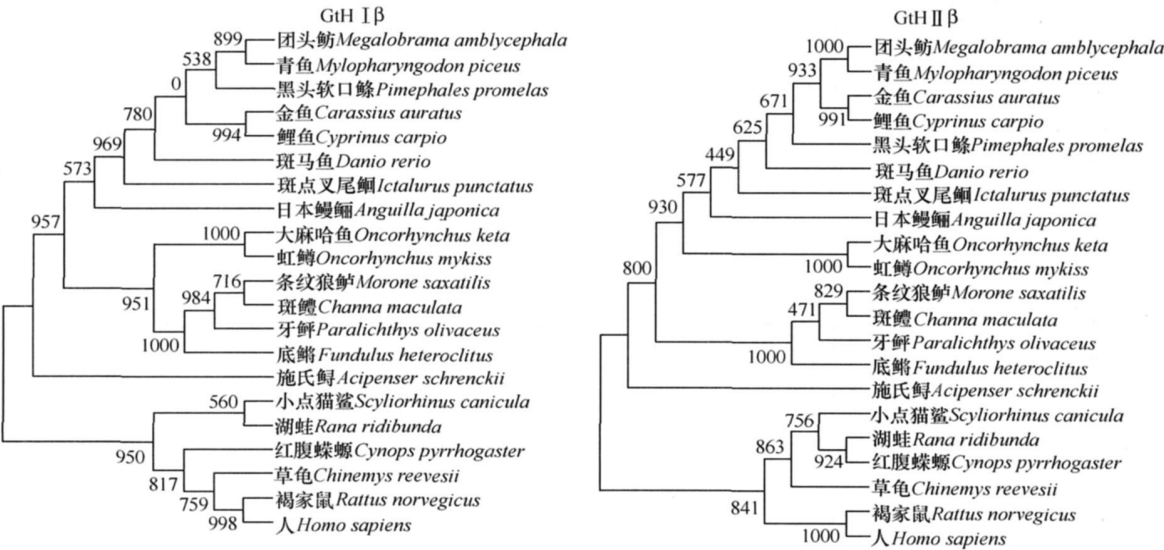 GtH Ⅰβ
899
团头鲂Megalobrama amblycephala
538
青鱼Mylopharyngodon piceus
0
黑头软口鲦Pimephales promelas
780
金鱼Carassius auratus
994
鲤鱼Cyprinus carpio
969
斑马鱼Danio rerio
573
斑点叉尾鮰Ictalurus punctatus
957
日本鳗鲡Anguilla japonica
1000
大麻哈鱼Oncorhynchus keta
虹鳟Oncorhynchus mykiss
951
716
条纹狼鲈Morone saxatilis
984
斑鳢Channa maculata
牙鲆Paralichthys olivaceus
1000
底鳉Fundulus heteroclitus
施氏鲟Acipenser schrenckii
560
小点猫鲨Scyliorhinus canicula
湖蛙Rana ridibunda
950
红腹蝾螈Cynops pyrrhogaster
817
草龟Chinemys reevesii
759
褐家鼠Rattus norvegicus
998
人Homo sapiens
GtH Ⅱβ
1000
团头鲂Megalobrama amblycephala
933
青鱼Mylopharyngodon piceus
671
金鱼Carassius auratus
991
鲤鱼Cyprinus carpio
625
黑头软口鲦Pimephales promelas
449
斑马鱼Danio rerio
577
斑点叉尾鮰Ictalurus punctatus
930
日本鳗鲡Anguilla japonica
大麻哈鱼Oncorhynchus keta
1000
虹鳟Oncorhynchus mykiss
800
829
条纹狼鲈Morone saxatilis
471
斑鳢Channa maculata
牙鲆Paralichthys olivaceus
1000
底鳉Fundulus heteroclitus
施氏鲟Acipenser schrenckii
756
小点猫鲨Scyliorhinus canicula
863
湖蛙Rana ridibunda
924
红腹蝾螈Cynops pyrrhogaster
草龟Chinemys reevesii
841
褐家鼠Rattus norvegicus
1000
人Homo sapiens